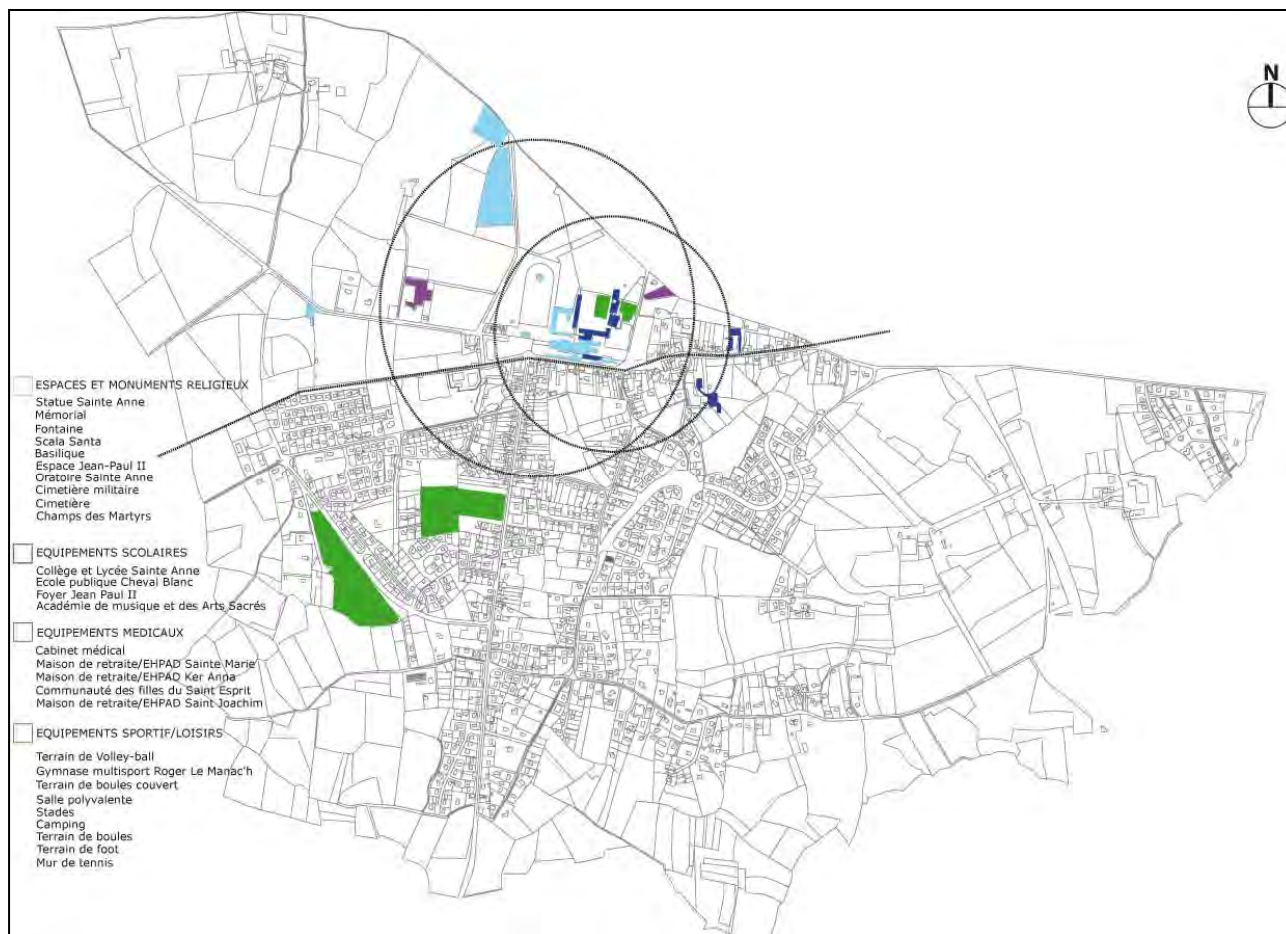 N
ESPACES ET MONUMENTS RELIGIEUX
Statue Sainte Anne
Mémorial
Fontaine
Scala Santa
Basilique
Espace Jean-Paul II
Oratoire Sainte Anne
Cimetière militaire
Cimetière
Champs des Martyrs
EQUIPEMENTS SCOLAIRES
Collège et Lycée Sainte Anne
Ecole publique Cheval Blanc
Foyer Jean Paul II
Académie de musique et des Arts Sacrés
EQUIPEMENTS MEDICAUX
Cabinet médical
Maison de retraite/EHPAD Sainte Marie
Maison de retraite/EHPAD Ker Anna
Communauté des filles du Saint Esprit
Maison de retraite/EHPAD Saint Joachim
EQUIPEMENTS SPORTIF/LOISIRS
Terrain de Volley-ball
Gymnase multisport Roger Le Manac'h
Terrain de boules couvert
Salle polyvalente
Stades
Camping
Terrain de boules
Terrain de foot
Mur de tennis